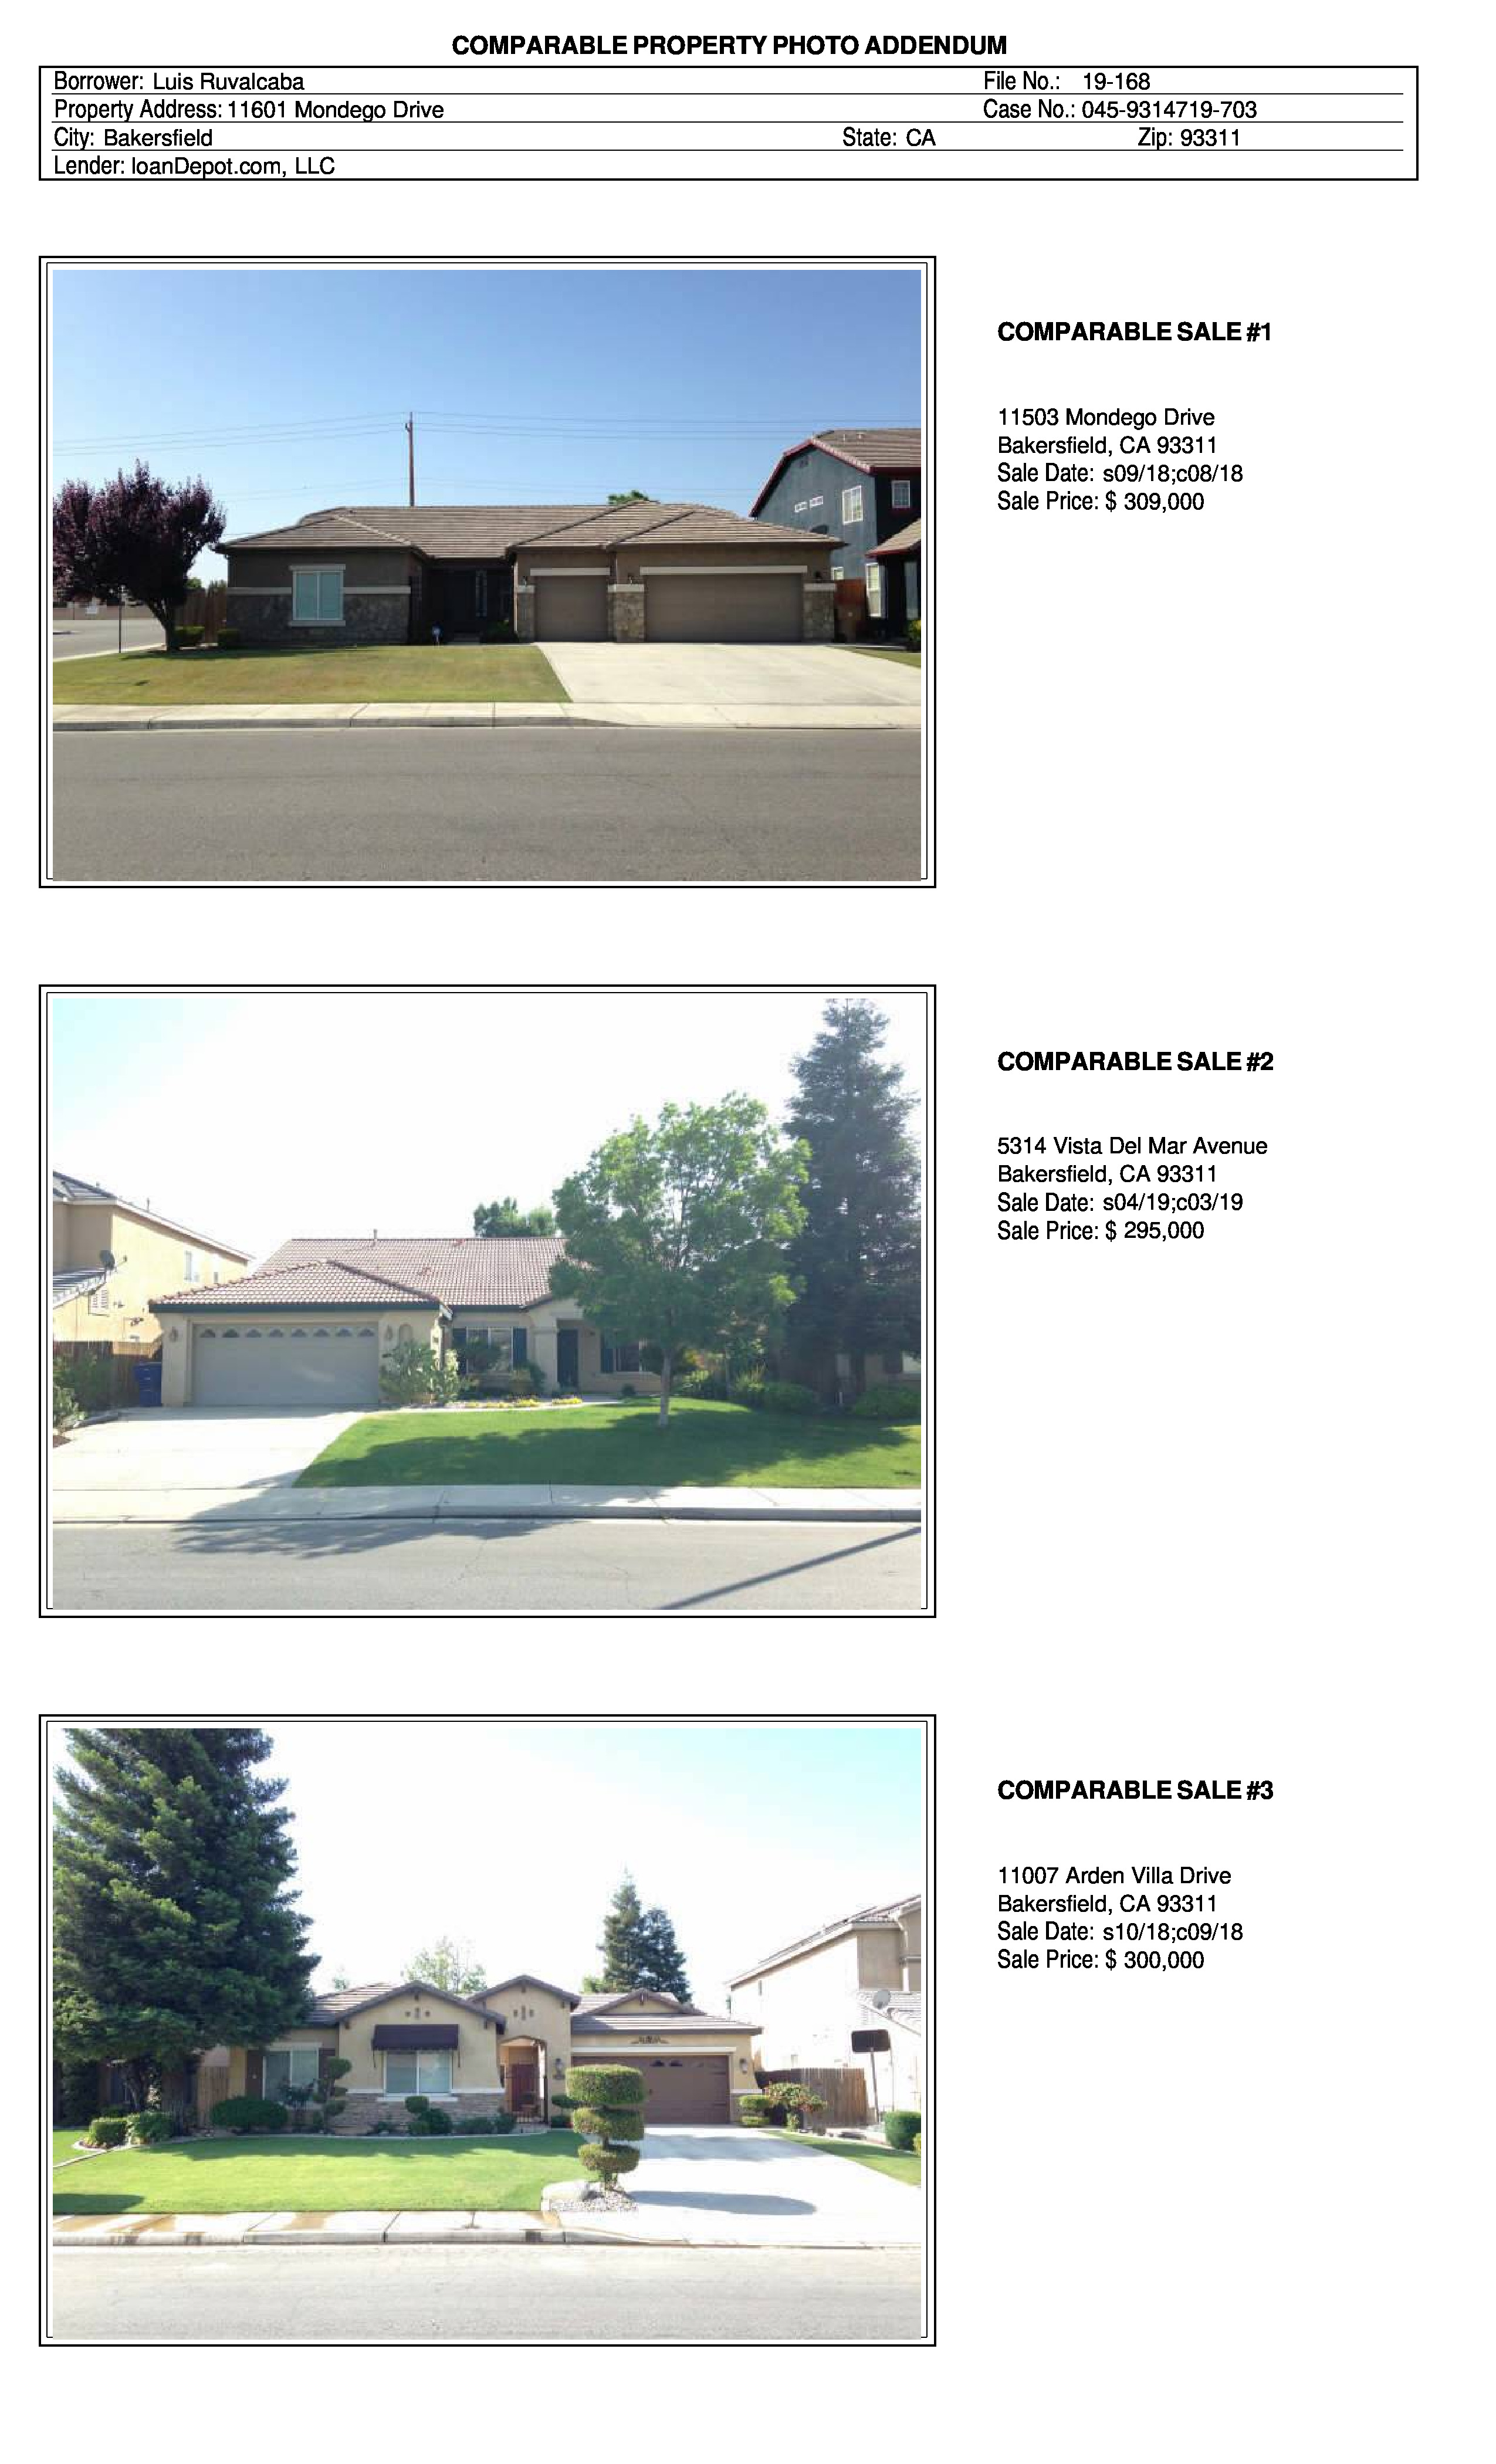 COMPARABLE PROPERTY PHOTO ADDENDUM
Borrower: Luis Ruvalcaba File No.: 19-168
Property Address: 11601 Mondego Drive Case No.: 045-9314719-703
City: Bakersfield State: CA Zip: 93311
Lender: loanDepot.com, LLC
COMPARABLE SALE #1
11503 Mondego Drive
Bakersfield, CA 93311
Sale Date: s09/18;c08/18
Sale Price: $ 309,000
COMPARABLE SALE #2
5314 Vista Del Mar Avenue
Bakersfield, CA 93311
Sale Date: s04/19;c03/19
Sale Price: $ 295,000
COMPARABLE SALE #3
11007 Arden Villa Drive
Bakersfield, CA 93311
Sale Date: s10/18;c09/18
Sale Price: $ 300,000